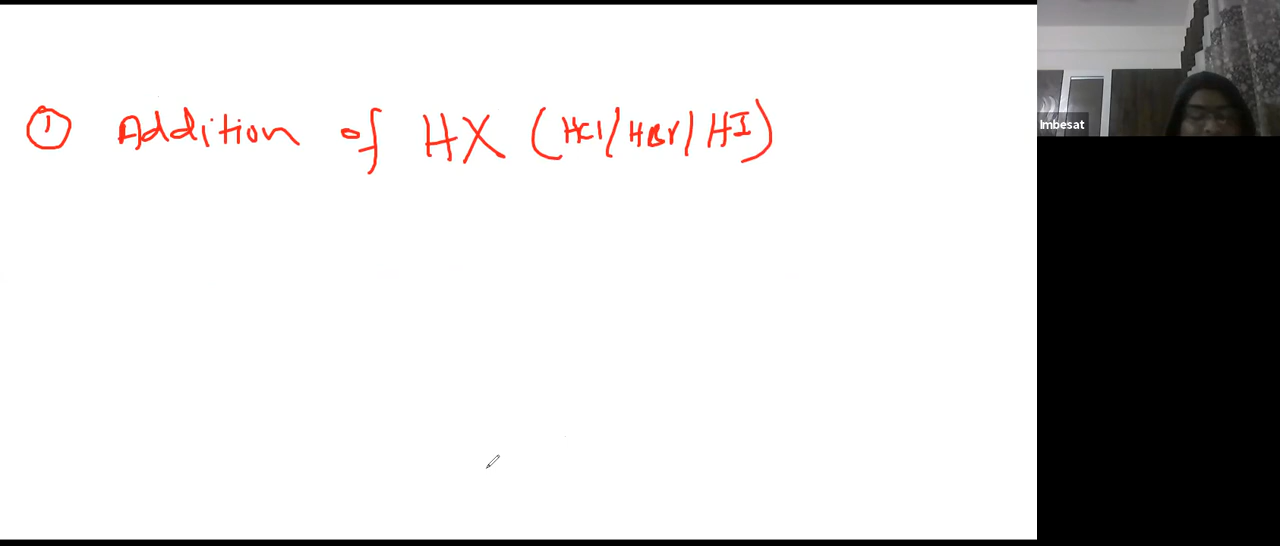 ① Addition of HX (HCl/HBr/HI)
Imbesat